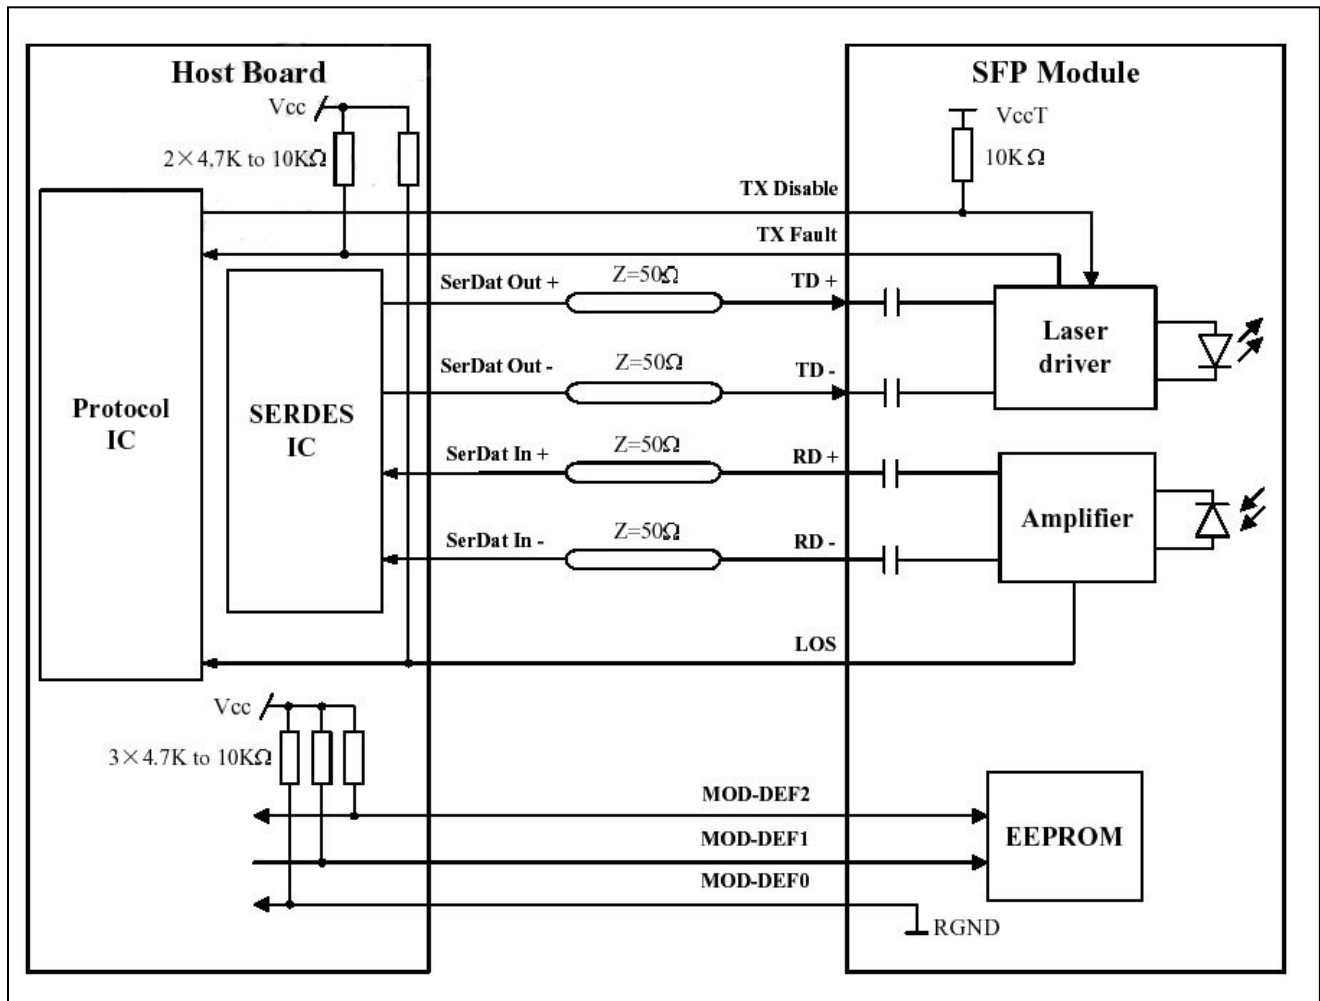 Host Board
SFP Module
Vcc
VccT
2×4,7K to 10KΩ
10KΩ
TX Disable
TX Fault
SerDat Out +
Z=50Ω
TD +
Laser
driver
SerDat Out -
Z=50Ω
TD -
Protocol
IC
SERDES
IC
SerDat In +
Z=50Ω
RD +
Amplifier
SerDat In -
Z=50Ω
RD -
LOS
Vcc
3×4.7K to 10KΩ
MOD-DEF2
MOD-DEF1
EEPROM
MOD-DEF0
RGND